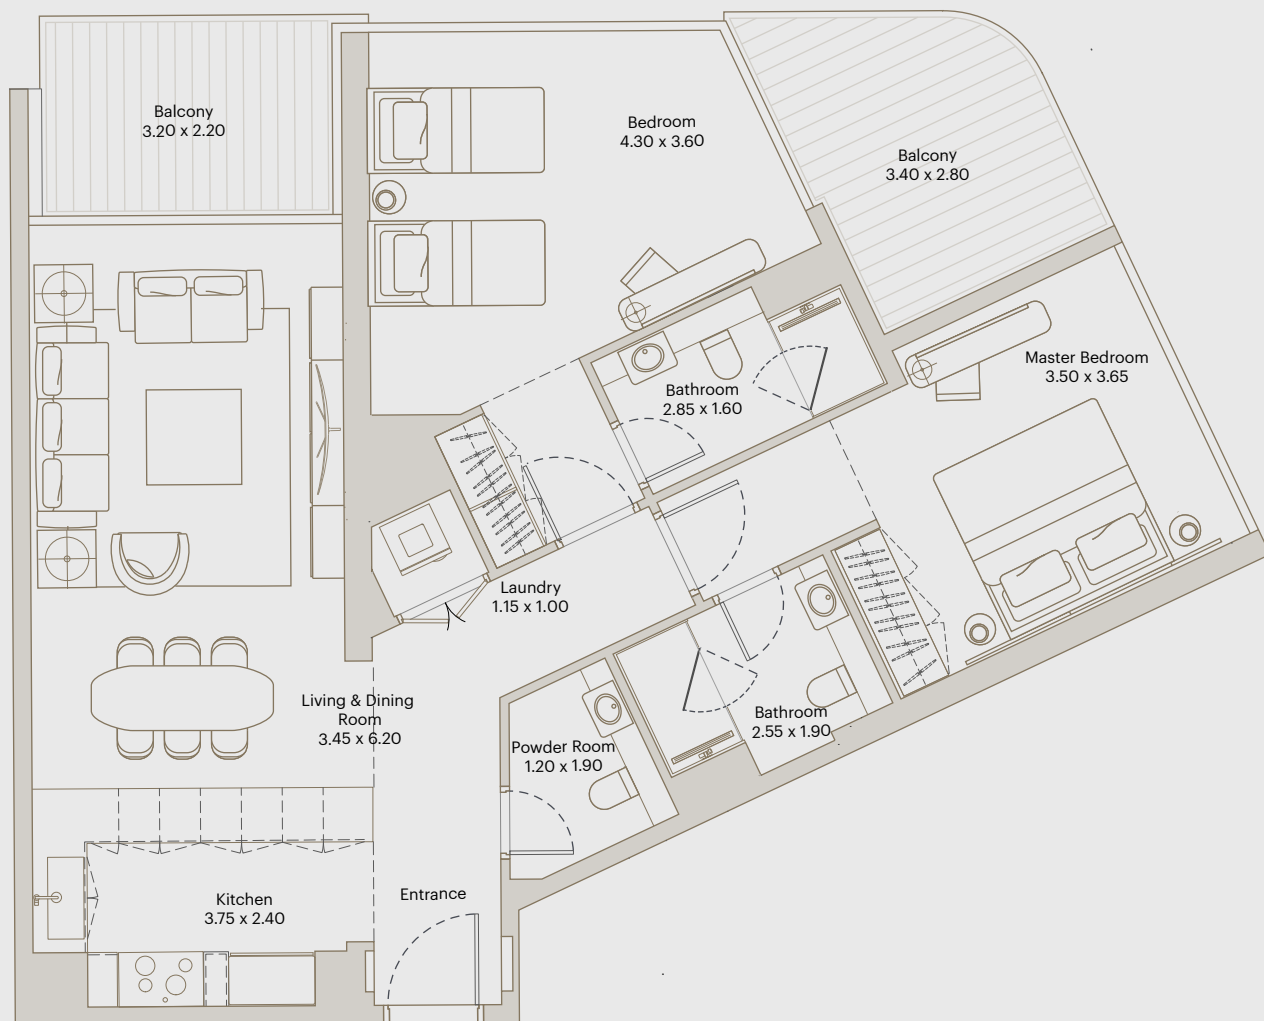 Balcony
3.20 x 2.20
Bedroom
4.30 x 3.60
Balcony
3.40 x 2.80
Master Bedroom
3.50 x 3.65
Bathroom
2.85 x 1.60
Laundry
1.15 x 1.00
Living & Dining
Room
3.45 x 6.20
Bathroom
2.55 x 1.90
Powder Room
1.20 x 1.90
Kitchen
3.75 x 2.40
Entrance